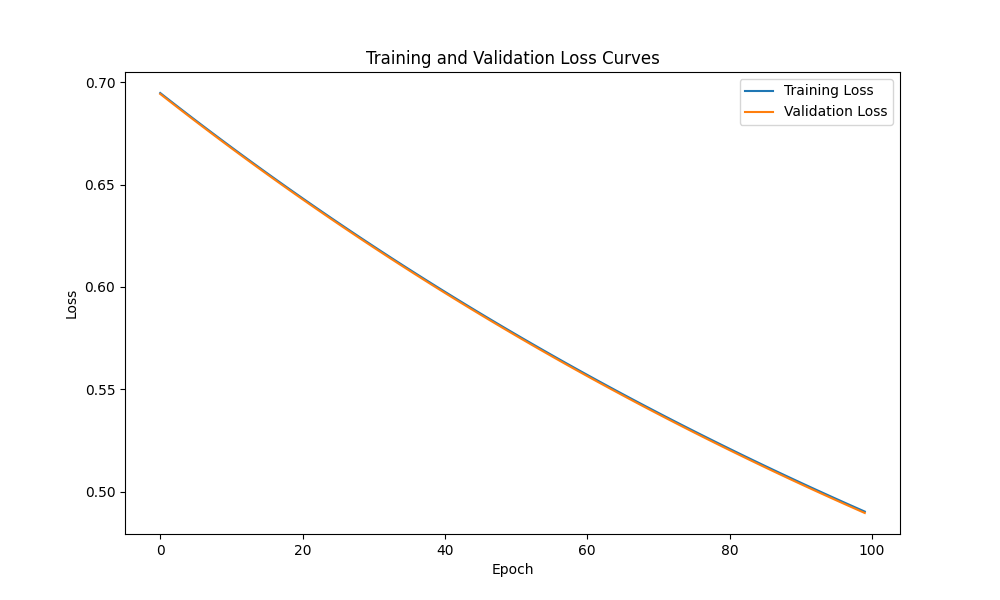 Training and Validation Loss Curves
Training Loss
Validation Loss
0.70
0.65
0.60
0.55
0.50
Loss
0 20 40 60 80 100
Epoch